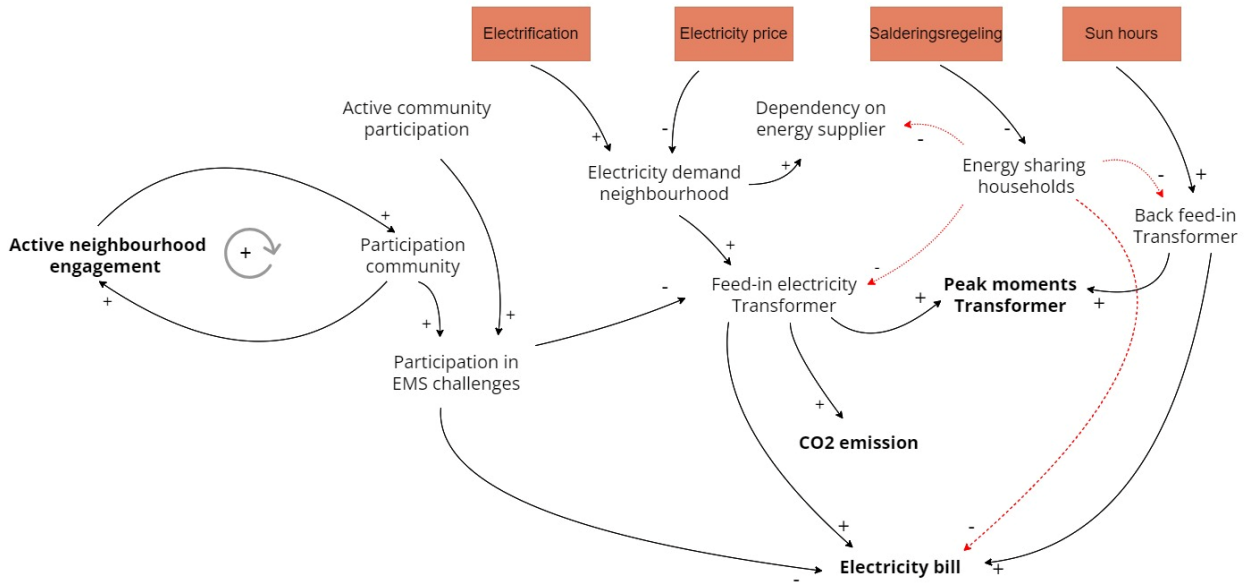 Electrification
Electricity price
Salderingsregeling
Sun hours
Active community
participation
Dependency on
energy supplier
+
-
-
-
+
Electricity demand
neighbourhood
Energy sharing
households
-
+
+
Back feed-in
Transformer
Active neighbourhood
engagement
+
Participation
community
+
-
Feed-in electricity
Transformer
Peak moments
Transformer
-
+
+
+
+
+
Participation in
EMS challenges
+
CO2 emission
+
-
Electricity bill
+
-